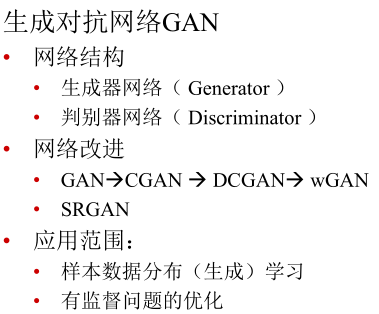 生成对抗网络GAN
• 网络结构
• 生成器网络（ Generator ）
• 判别器网络（ Discriminator ）
• 网络改进
• GAN→CGAN → DCGAN→ wGAN
• SRGAN
• 应用范围：
• 样本数据分布（生成）学习
• 有监督问题的优化